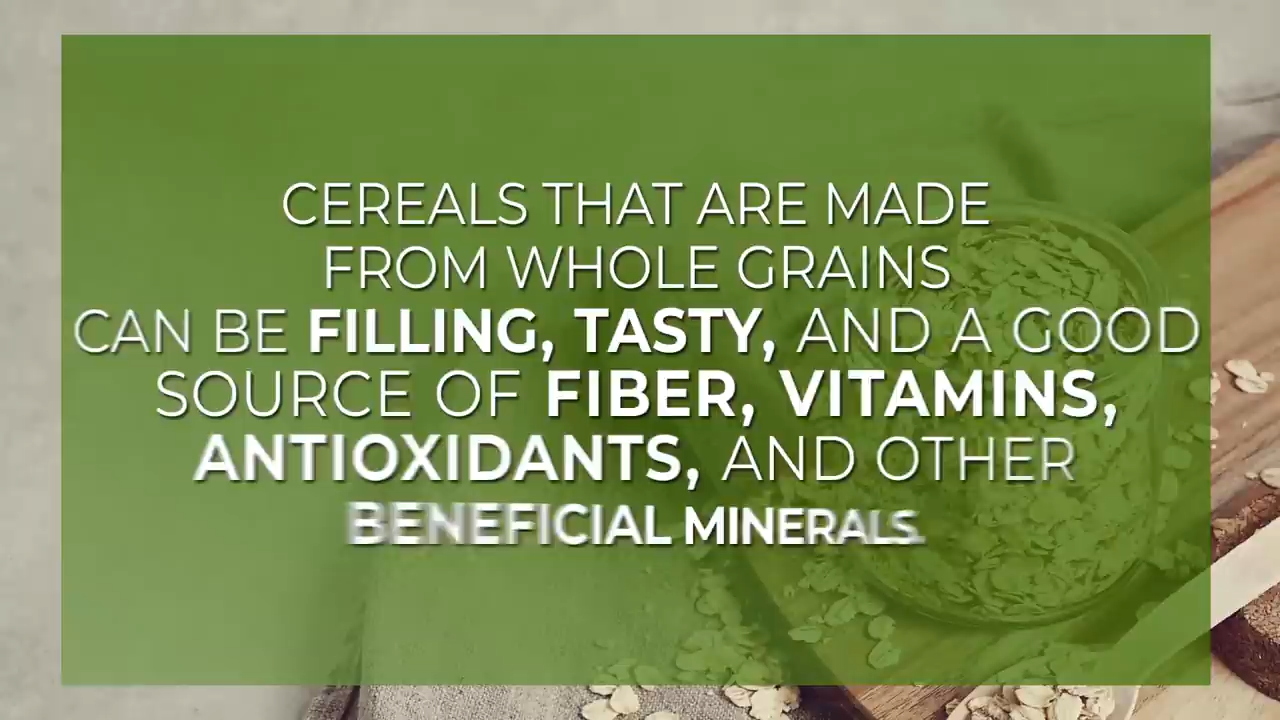 CEREALS THAT ARE MADE
FROM WHOLE GRAINS
CAN BE FILLING, TASTY, AND A GOOD
SOURCE OF FIBER, VITAMINS,
ANTIOXIDANTS, AND OTHER
BENEFICIAL MINERALS.